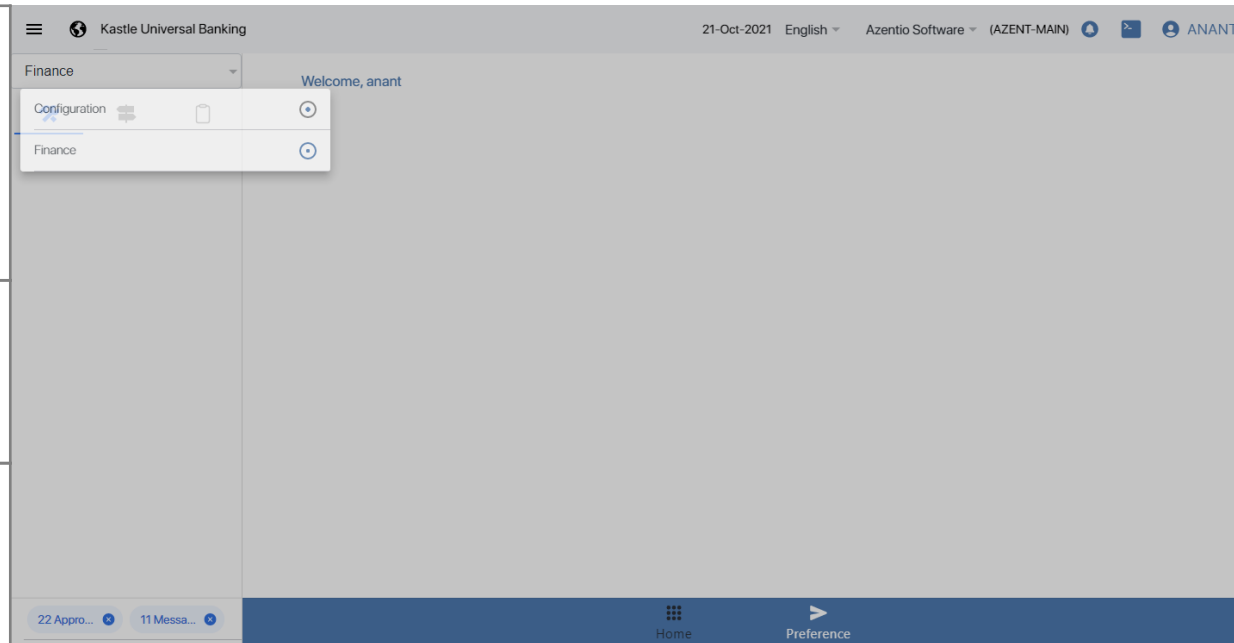 Kastle Universal Banking 21-Oct-2021 English Azentio Software (AZENT-MAIN) ANANT
Finance
Welcome, anant
Configuration
Finance
22 Appro... 11 Messa...
Home Preference